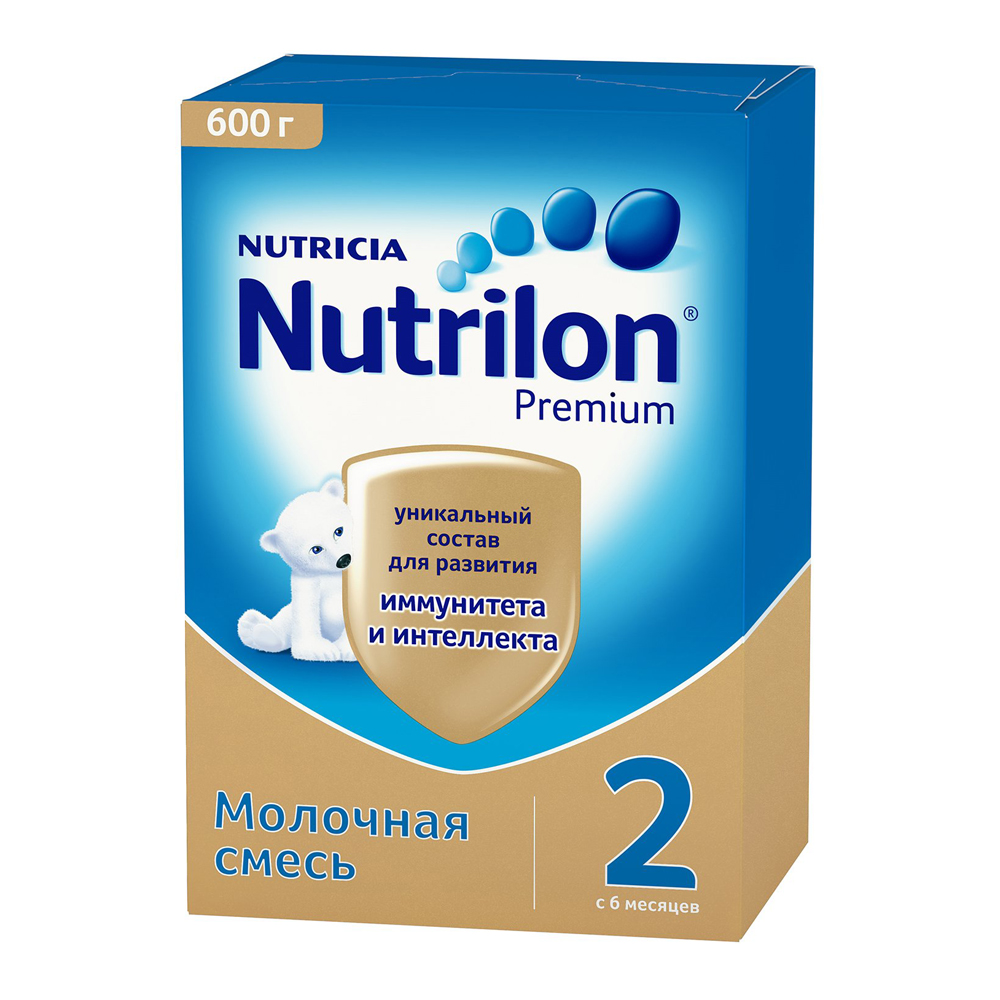 600 г
NUTRICIA
Nutrilon®
Premium
уникальный
состав
для развития
иммунитета
и интеллекта
Молочная
смесь
2
с 6 месяцев